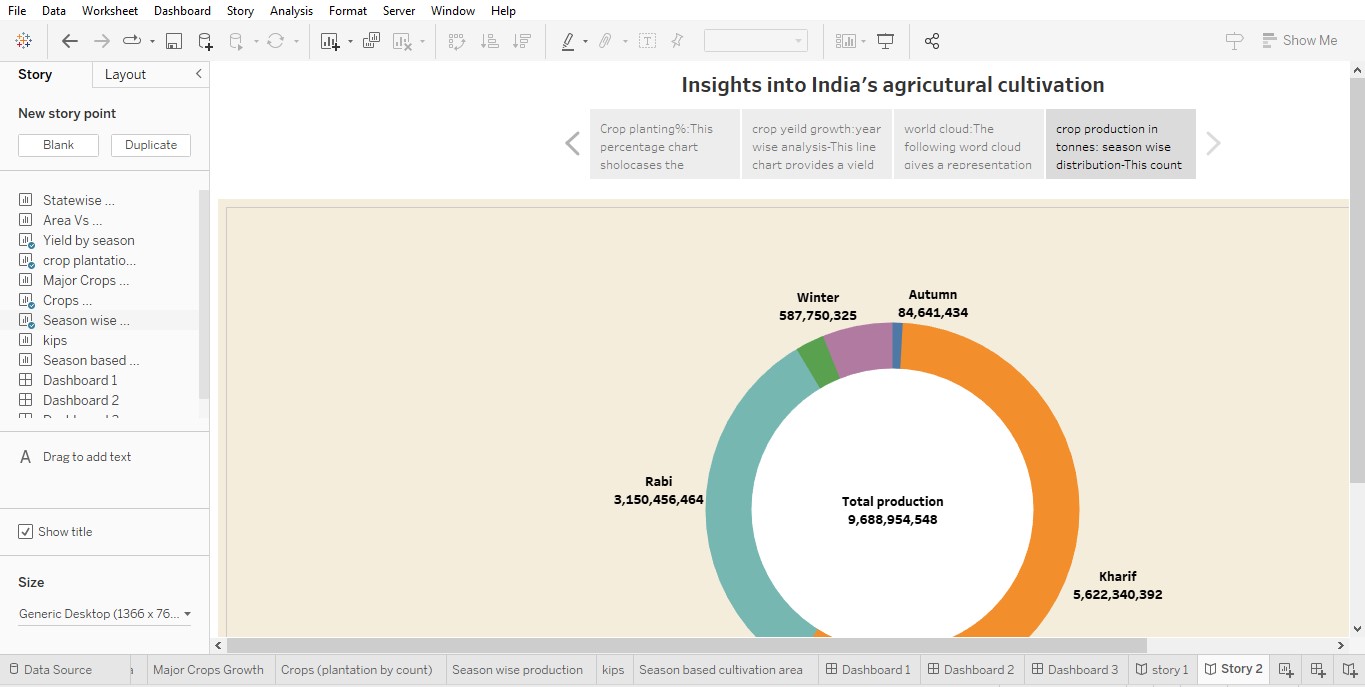 File Data Worksheet Dashboard Story Analysis Format Server Window Help
Show Me
Story Layout
New story point
Blank Duplicate
Statewise ...
Area Vs ...
Yield by season
crop plantatio...
Major Crops ...
Crops ...
Season wise ...
kips
Season based ...
Dashboard 1
Dashboard 2
A Drag to add text
Show title
Size
Generic Desktop (1366 x 76...
Insights into India's agricutural cultivation
Crop planting%:This
percentage chart
sholocases the
crop yeild growth:year
wise analysis-This line
chart provides a yield
world cloud:The
following word cloud
gives a representation
crop production in
tonnes: season wise
distribution-This count
Winter
587,750,325
Autumn
84,641,434
Rabi
3,150,456,464
Total production
9,688,954,548
Kharif
5,622,340,392
Data Source Major Crops Growth Crops (plantation by count) Season wise production kips Season based cultivation area Dashboard 1 Dashboard 2 Dashboard 3 story 1 Story 2